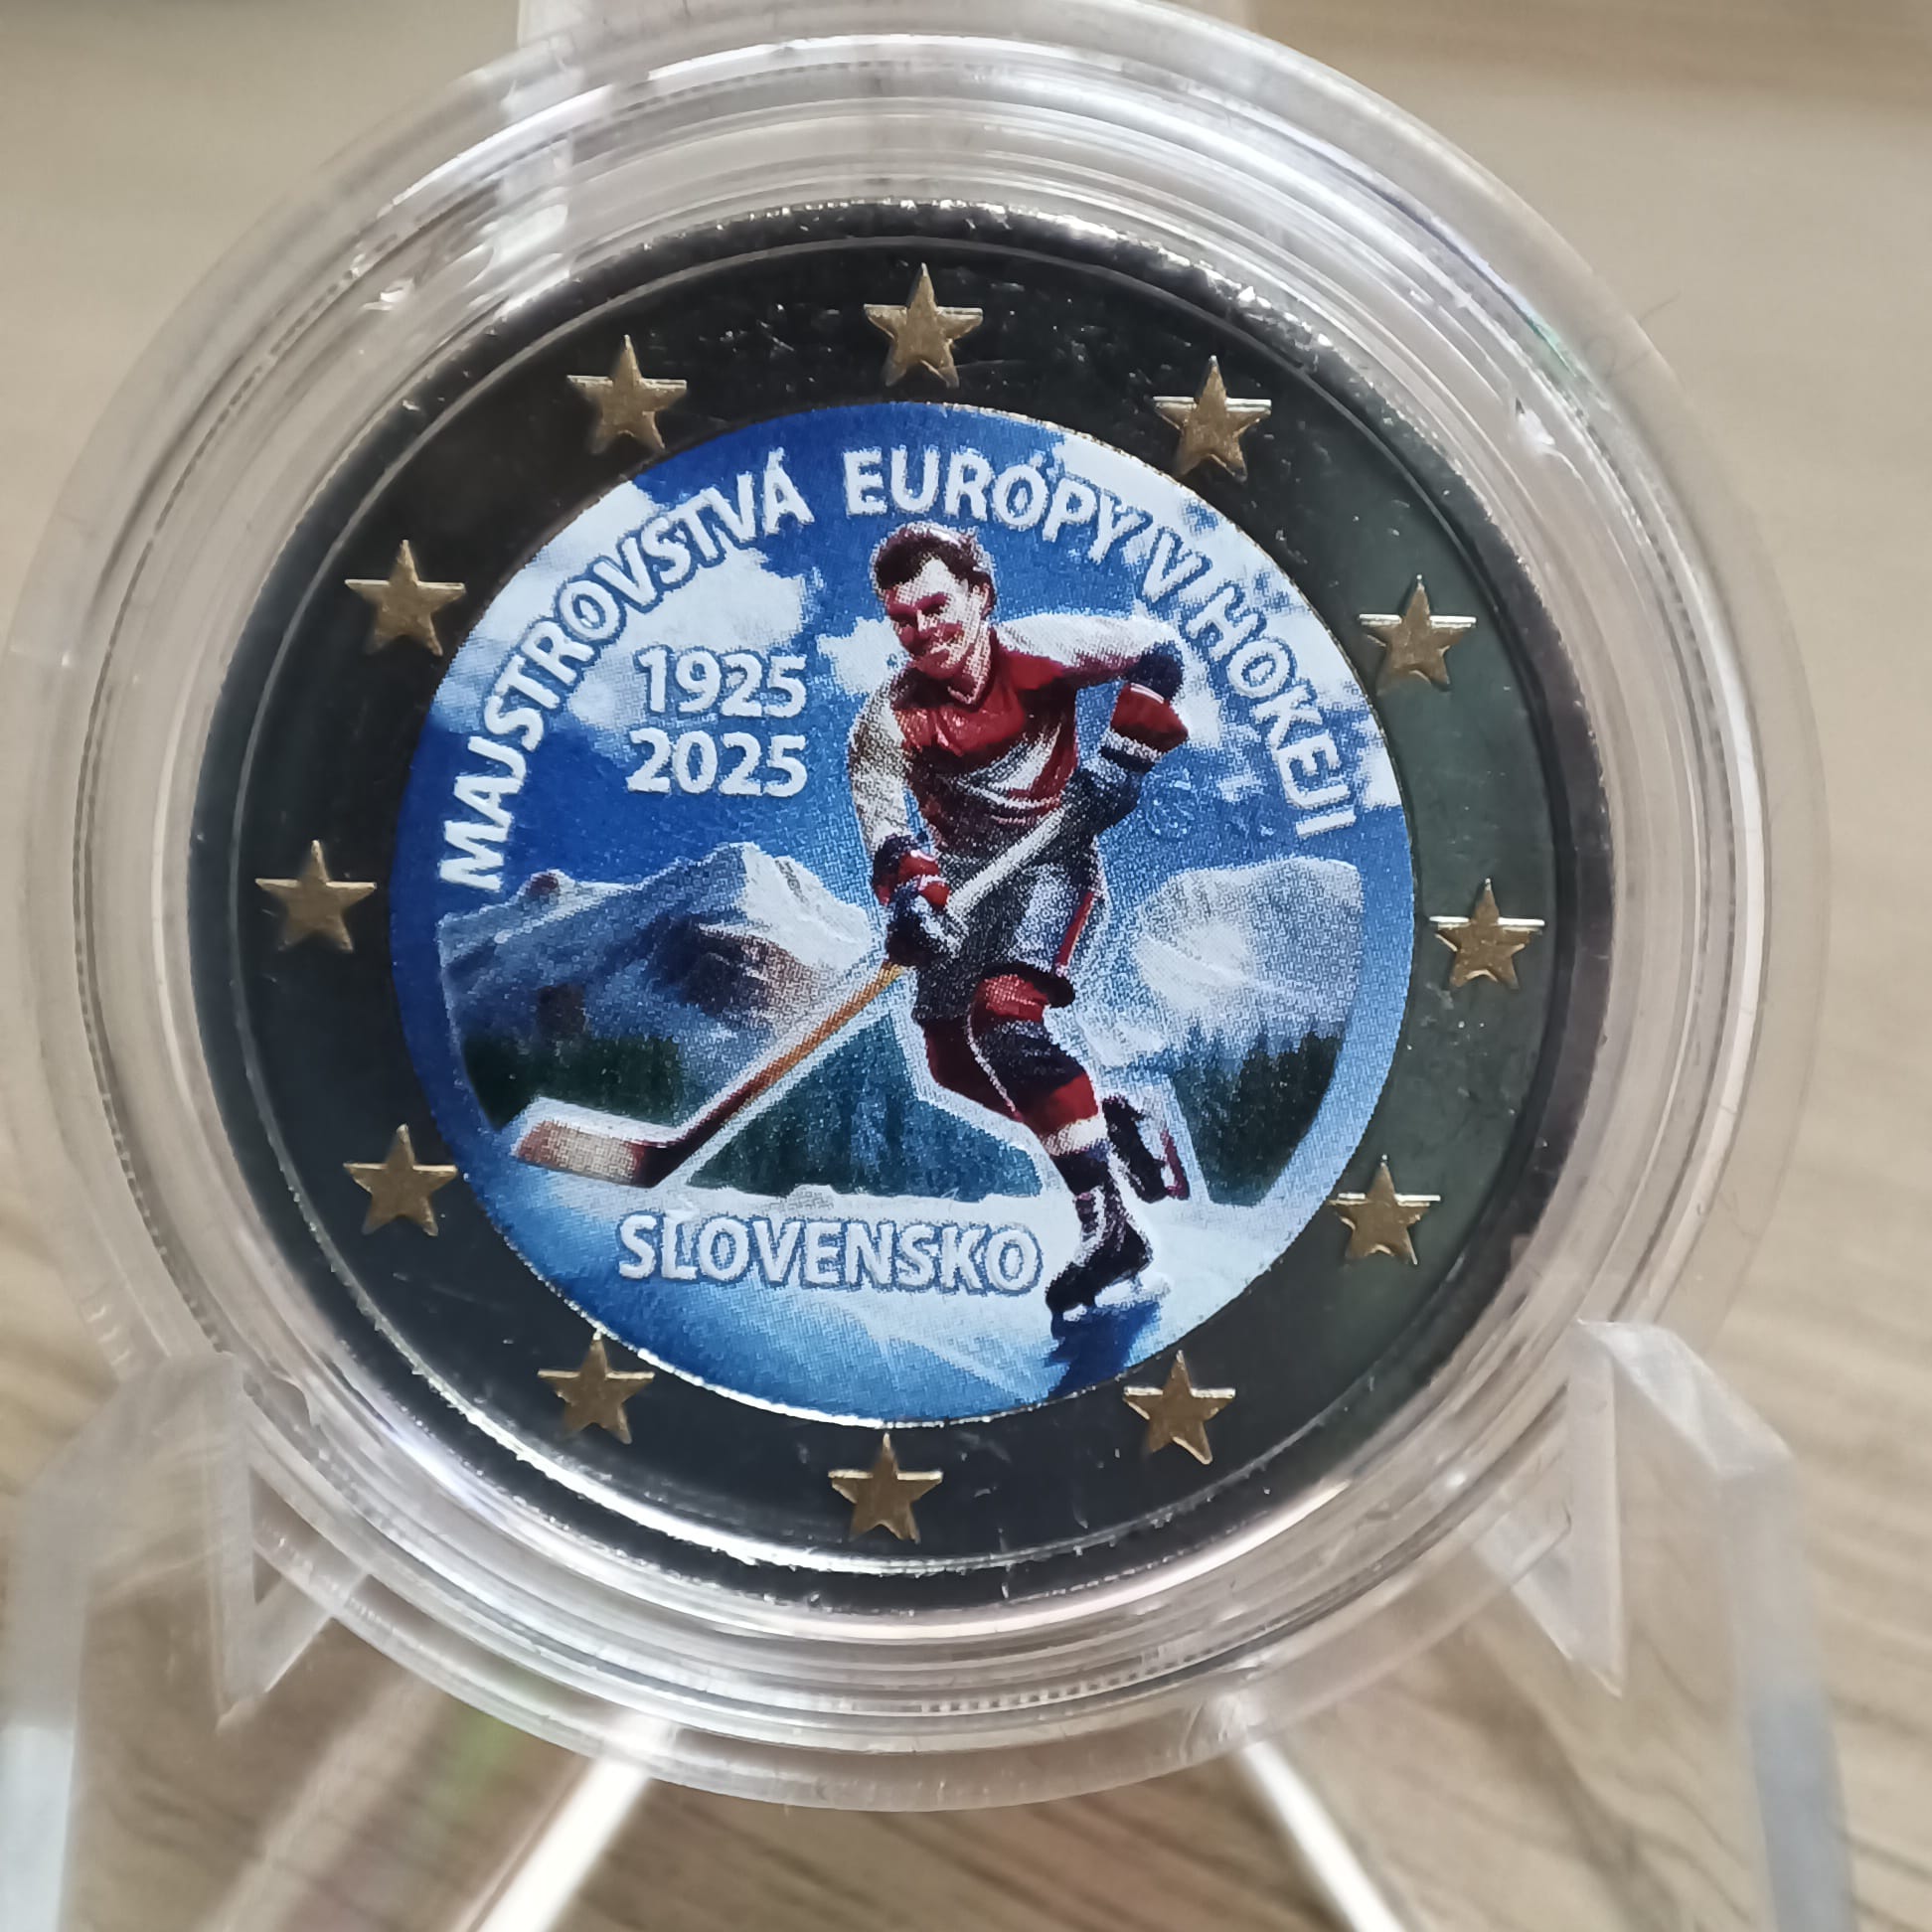 MAJSTROVSTVÁ EURÓPY V HOKEJI
1925
2025
SLOVENSKO